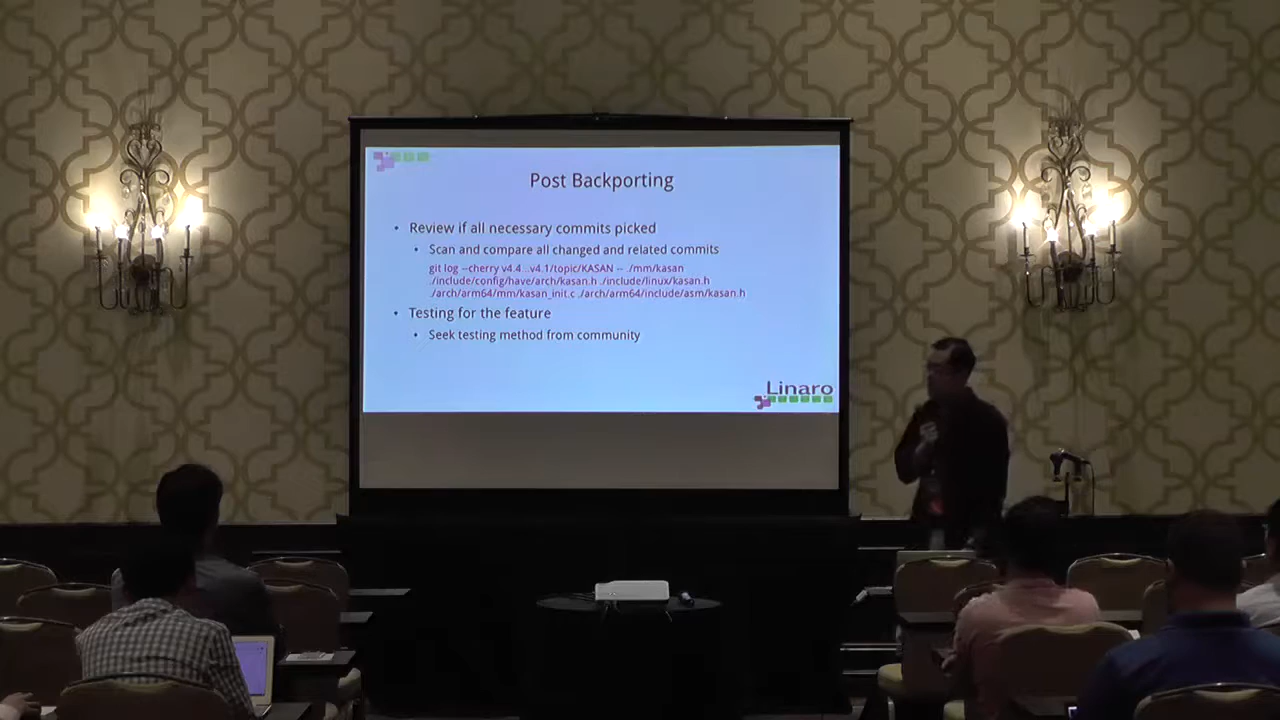 Post Backporting
• Review if all necessary commits picked
• Scan and compare all changed and related commits
git log --cherry v4.4...v4.1/topic/KASAN -- ./mm/kasan
./include/config/have/arch/kasan.h ./include/linux/kasan.h
./arch/arm64/mm/kasan_init.c ./arch/arm64/include/asm/kasan.h
• Testing for the feature
• Seek testing method from community
Linaro